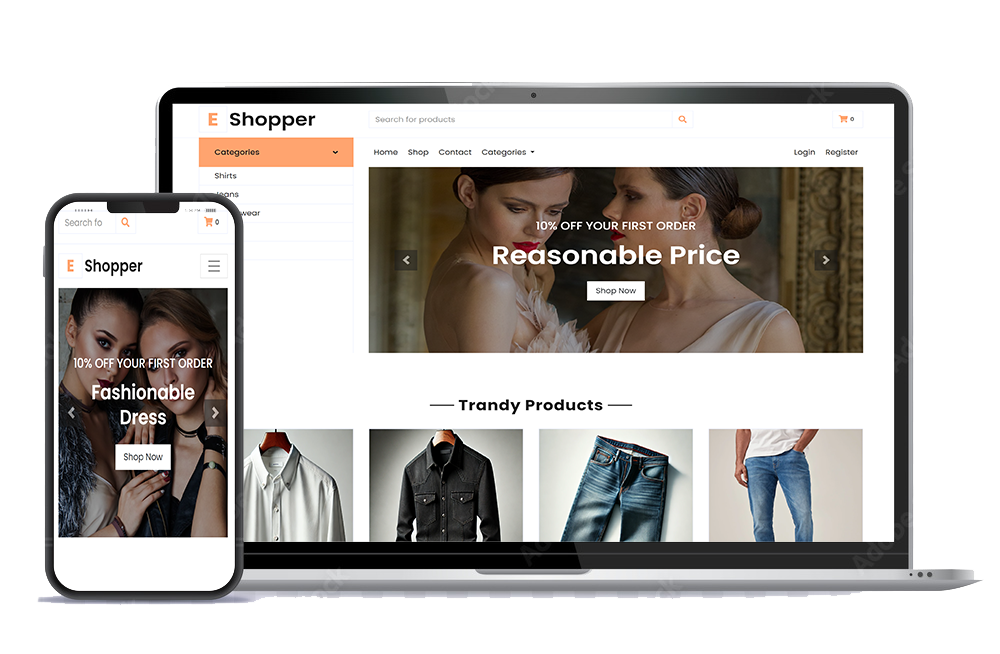 E Shopper
Search for products
0
Categories
Home Shop Contact Categories
Login Register
Shirts
Jeans
wear
10% OFF YOUR FIRST ORDER
Reasonable Price
Shop Now
Trandy Products
Search fo
0
E Shopper
10% OFF YOUR FIRST ORDER
Fashionable
Dress
Shop Now